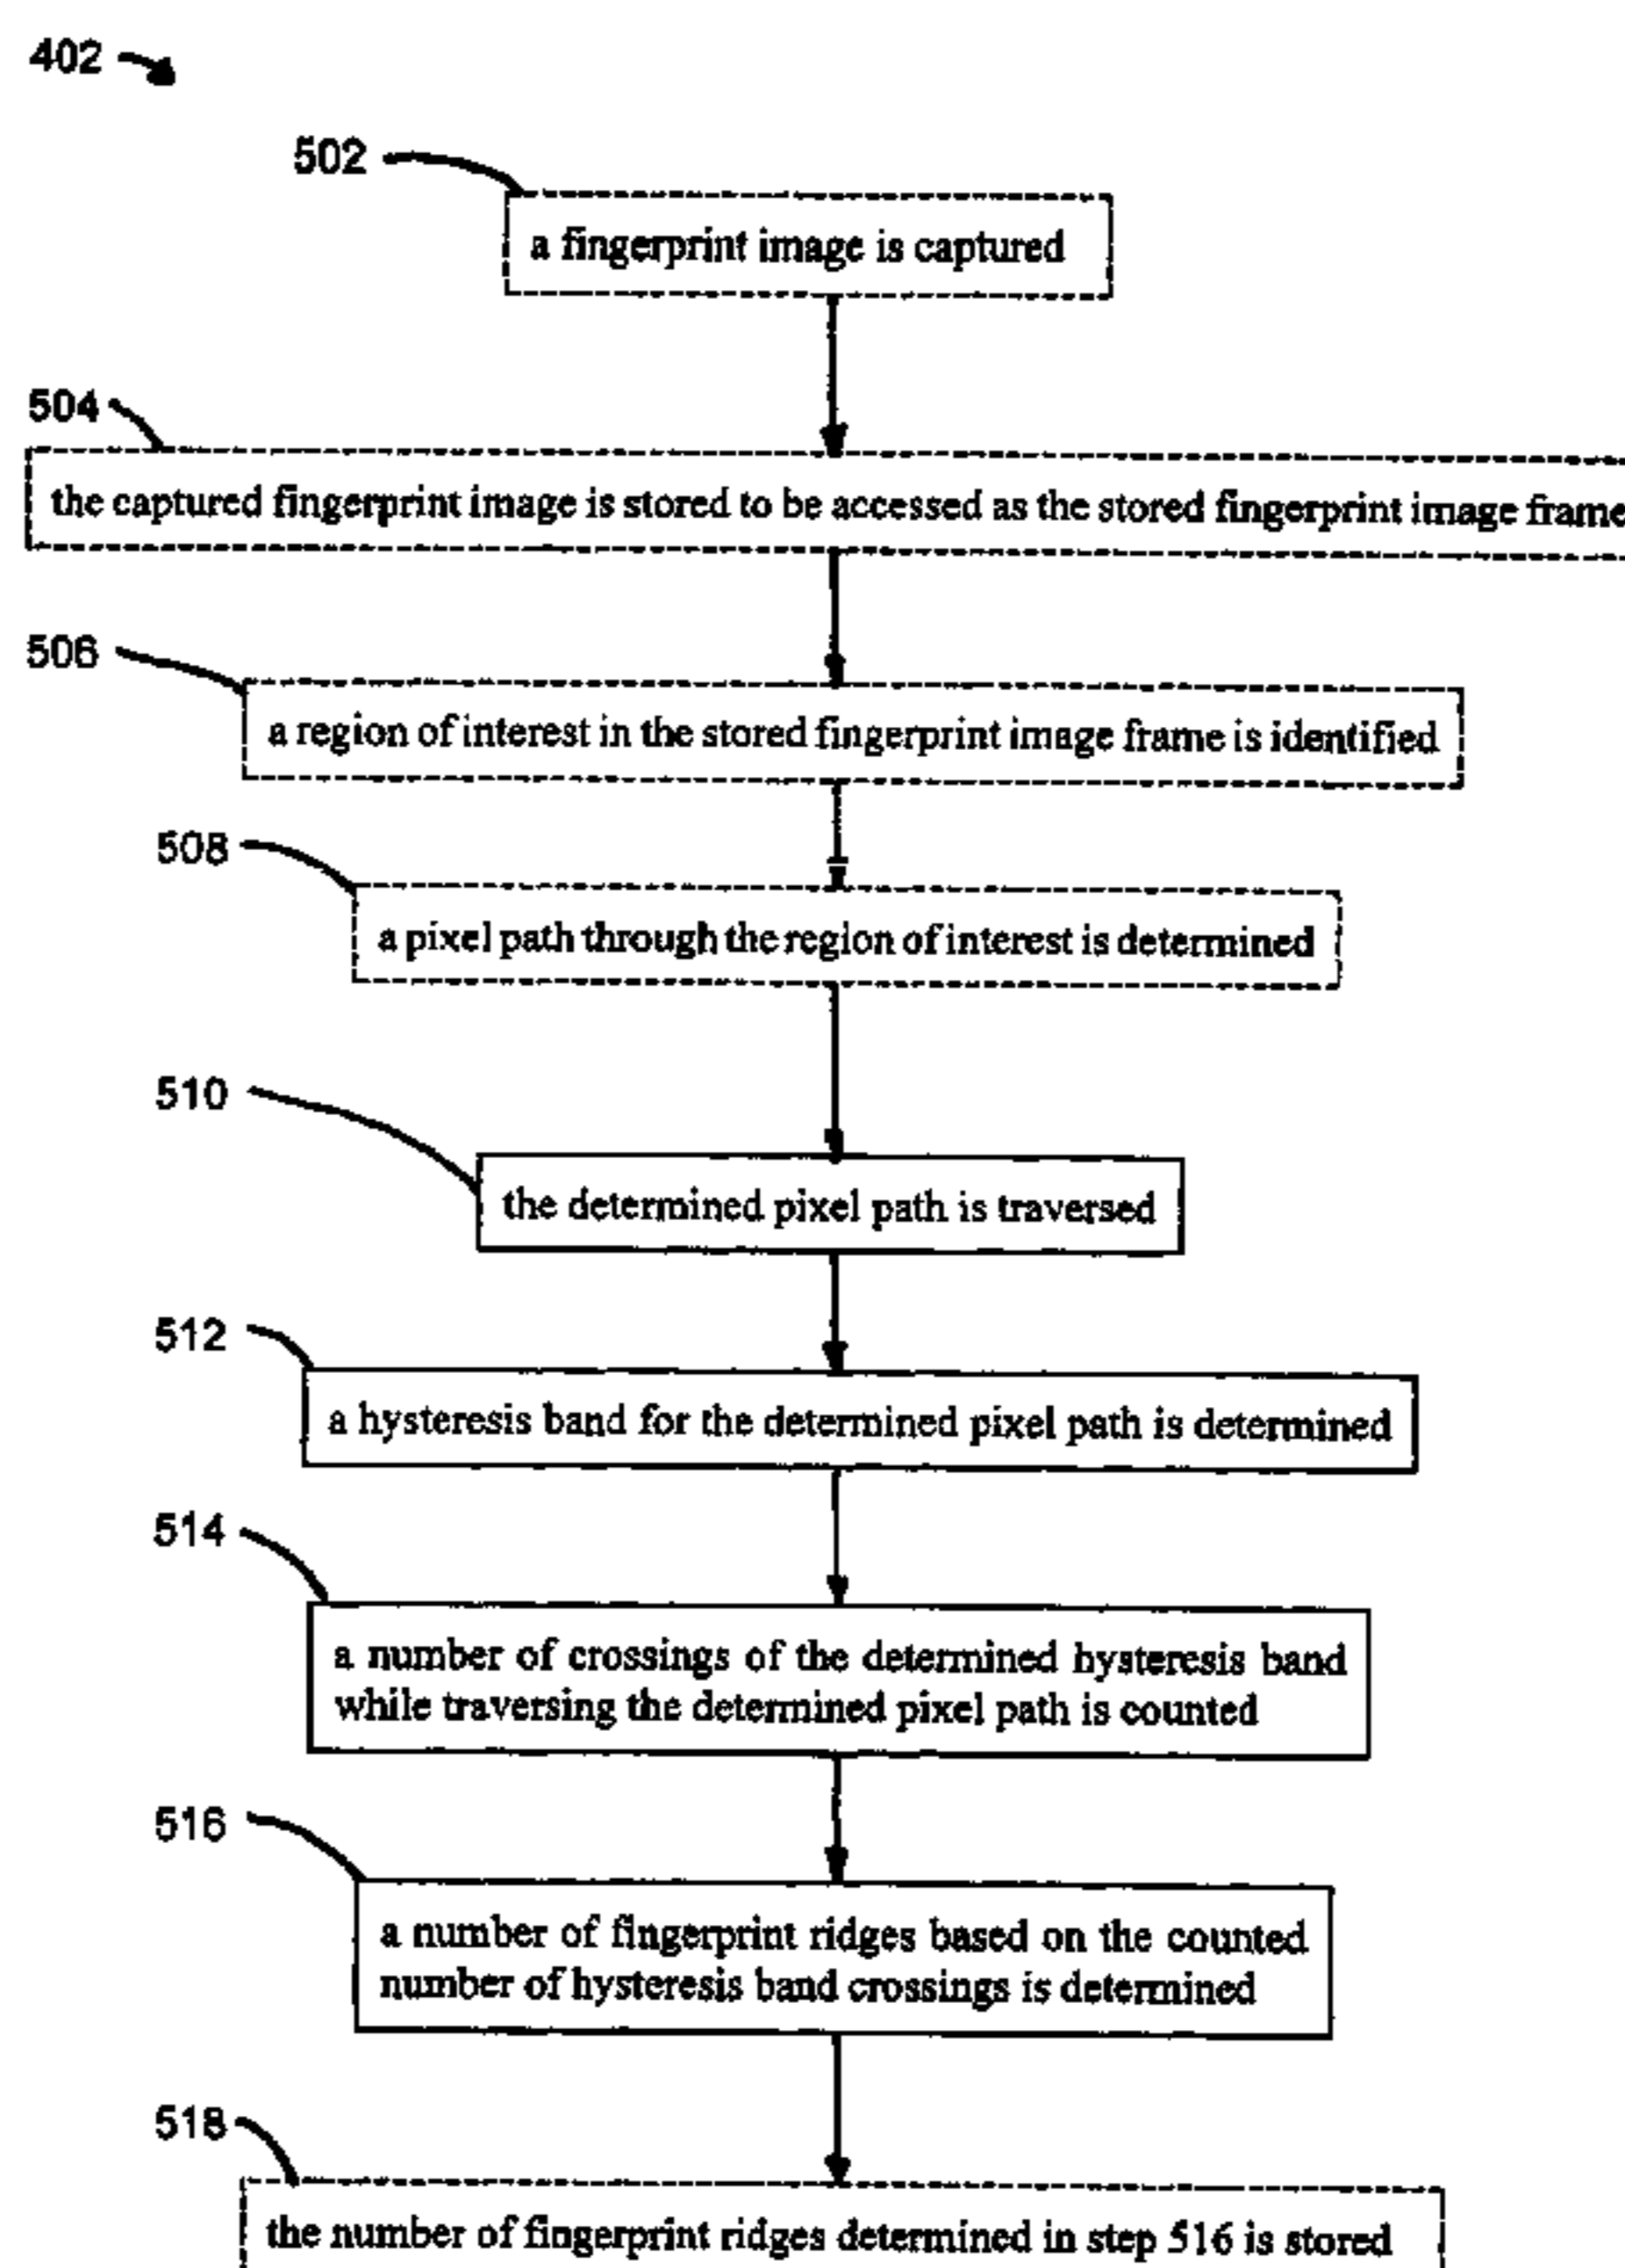 402
502
a fingerprint image is captured
504
the captured fingerprint image is stored to be accessed as the stored fingerprint image frame
506
a region of interest in the stored fingerprint image frame is identified
508
a pixel path through the region of interest is determined
510
the determined pixel path is traversed
512
a hysteresis band for the determined pixel path is determined
514
a number of crossings of the determined hysteresis band
while traversing the determined pixel path is counted
516
a number of fingerprint ridges based on the counted
number of hysteresis band crossings is determined
518
the number of fingerprint ridges determined in step 516 is stored